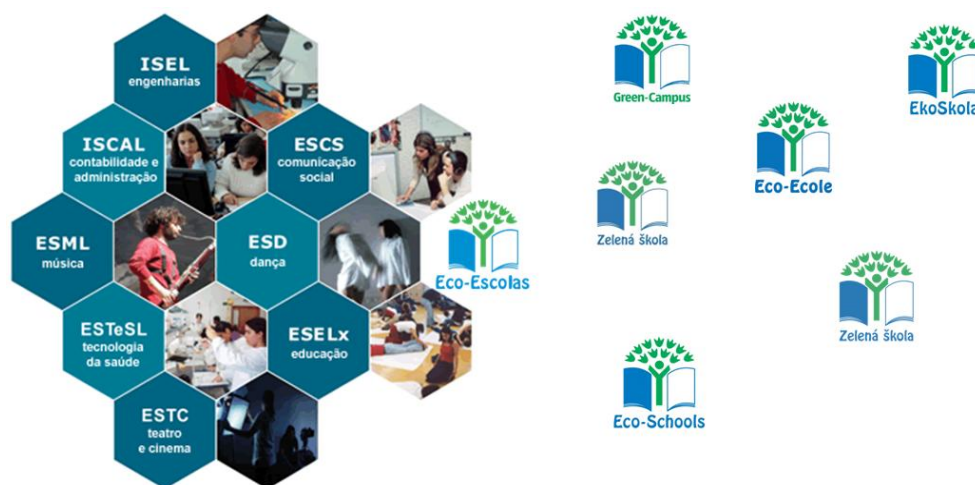 ISEL
engenharias
ISCAL
contabilidade e
administração
ESCS
comunicação
social
ESML
música
ESD
dança
ESTeSL
tecnologia
da saúde
ESELx
educação
ESTC
teatro
e cinema
Eco-Escolas
Green-Campus
EkoSkola
Eco-Ecole
Zelená škola
Zelená škola
Eco-Schools